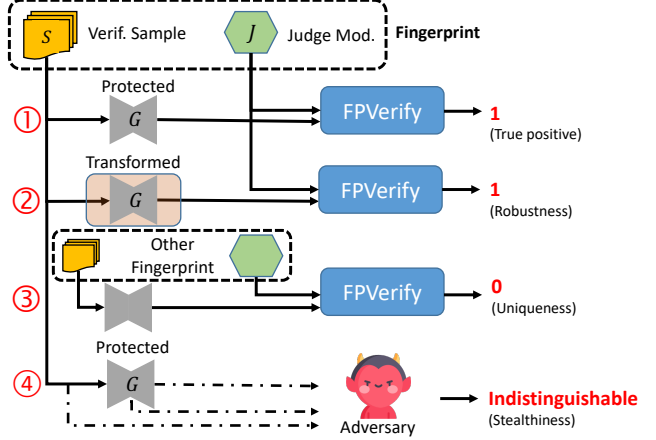 S Verif. Sample J Judge Mod. Fingerprint
Protected
① G FPVerify 1
(True positive)
Transformed
② G FPVerify 1
(Robustness)
Other
Fingerprint
③ FPVerify 0
(Uniqueness)
Protected
④ G Indistinguishable
Adversary (Stealthiness)